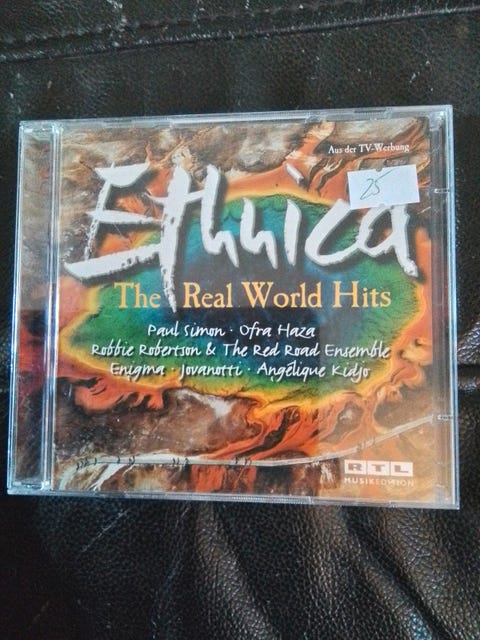 Aus der TV-Werbung
25
Ethnica
The Real World Hits
Paul Simon · Ofra Haza
Robbie Robertson & The Red Road Ensemble
Enigma · Jovanotti · Angélique Kidjo
RTL
MUSIKEDITION